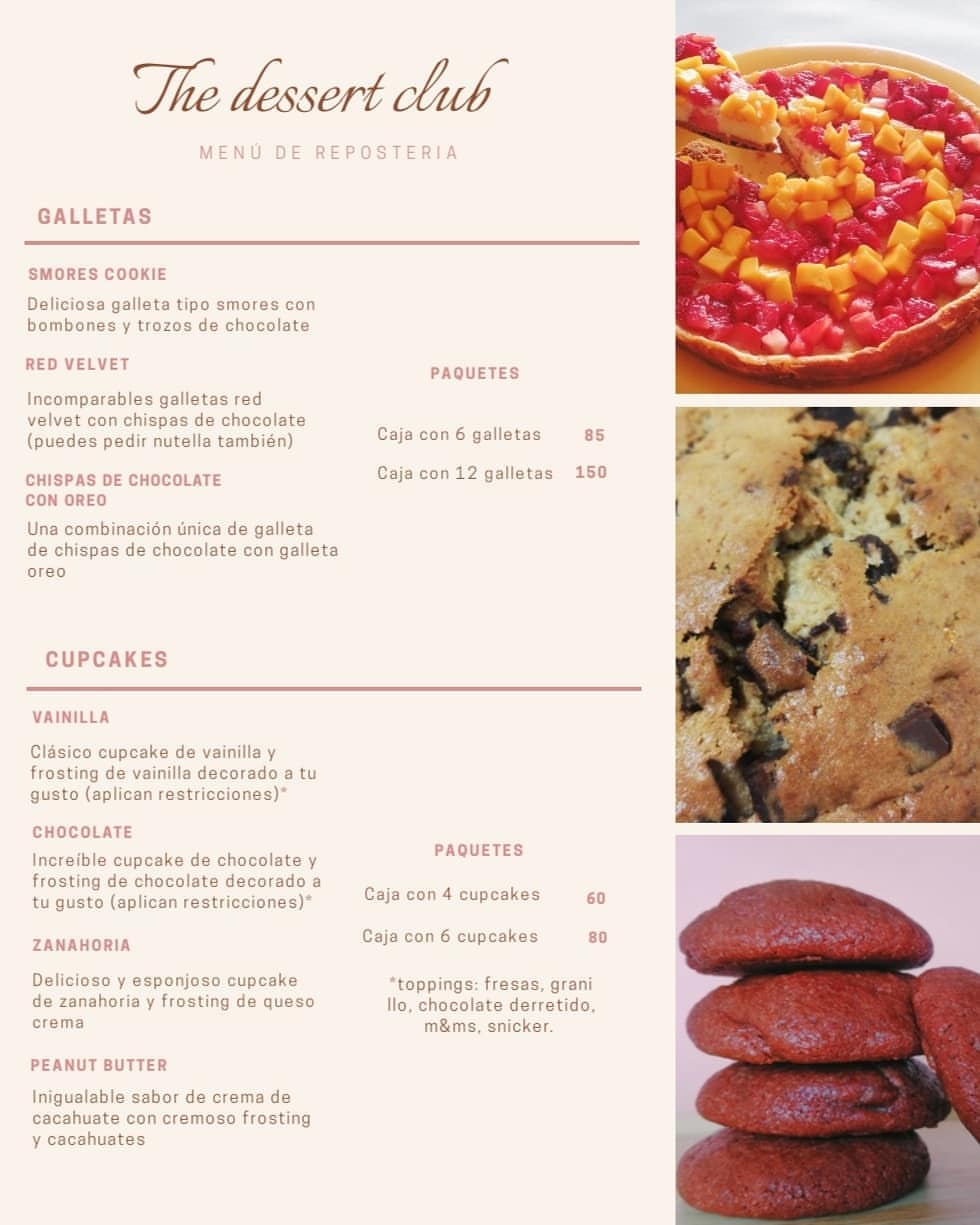 The dessert club
MENÚ DE REPOSTERIA
GALLETAS
SMORES COOKIE
Deliciosa galleta tipo smores con
bombones y trozos de chocolate
RED VELVET
Incomparables galletas red
velvet con chispas de chocolate
(puedes pedir nutella también)
CHISPAS DE CHOCOLATE
CON OREO
Una combinación única de galleta
de chispas de chocolate con galleta
oreo
PAQUETES
Caja con 6 galletas 85
Caja con 12 galletas 150
CUPCAKES
VAINILLA
Clásico cupcake de vainilla y
frosting de vainilla decorado a tu
gusto (aplican restricciones)*
CHOCOLATE
Increíble cupcake de chocolate y
frosting de chocolate decorado a
tu gusto (aplican restricciones)*
ZANAHORIA
Delicioso y esponjoso cupcake
de zanahoria y frosting de queso
crema
PEANUT BUTTER
Inigualable sabor de crema de
cacahuate con cremoso frosting
y cacahuates
PAQUETES
Caja con 4 cupcakes 60
Caja con 6 cupcakes 80
*toppings: fresas, grani
llo, chocolate derretido,
m&ms, snicker.